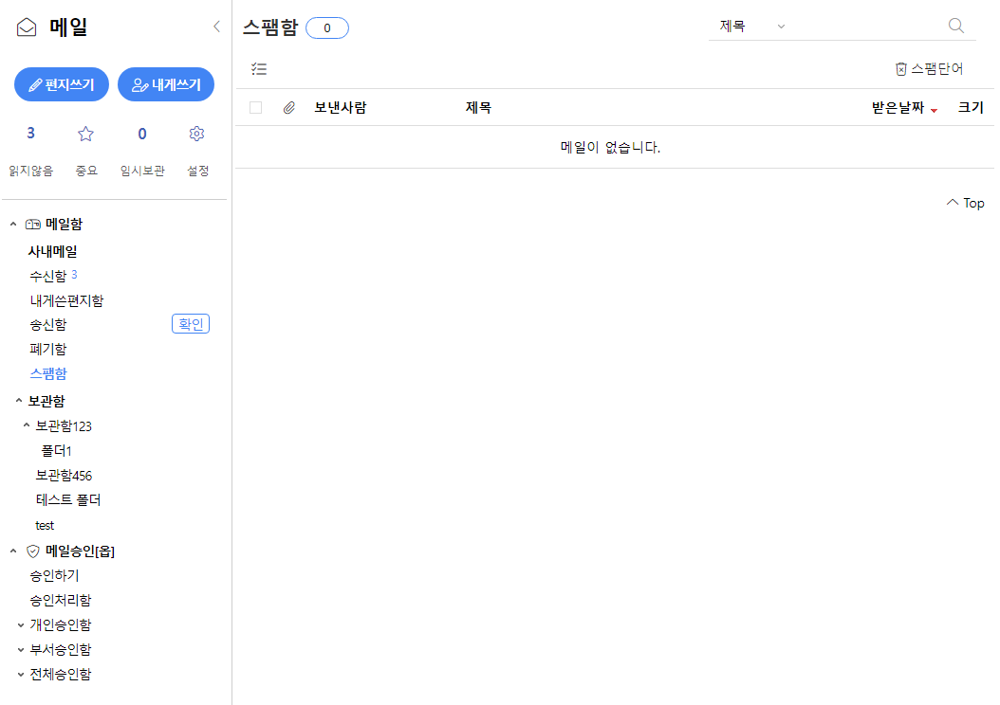 메일
편지쓰기 내게쓰기
3 0
읽지않음 중요 임시보관 설정
메일함
사내메일
수신함 3
내게쓴편지함
송신함 확인
폐기함
스팸함
보관함
보관함123
폴더1
보관함456
테스트 폴더
test
메일승인[옵]
승인하기
승인처리함
개인승인함
부서승인함
전체승인함
스팸함 0
제목
스팸단어
보낸사람 제목 받은날짜 크기
메일이 없습니다.
Top